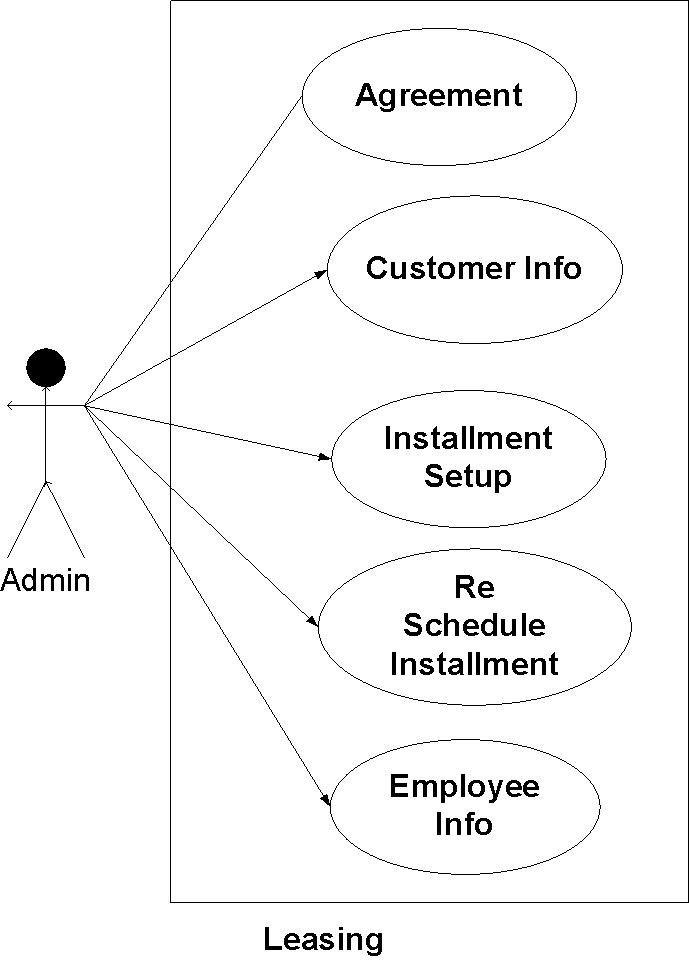 Agreement
Customer Info
Installment
Setup
Re
Schedule
Installment
Admin
Employee
Info
Leasing